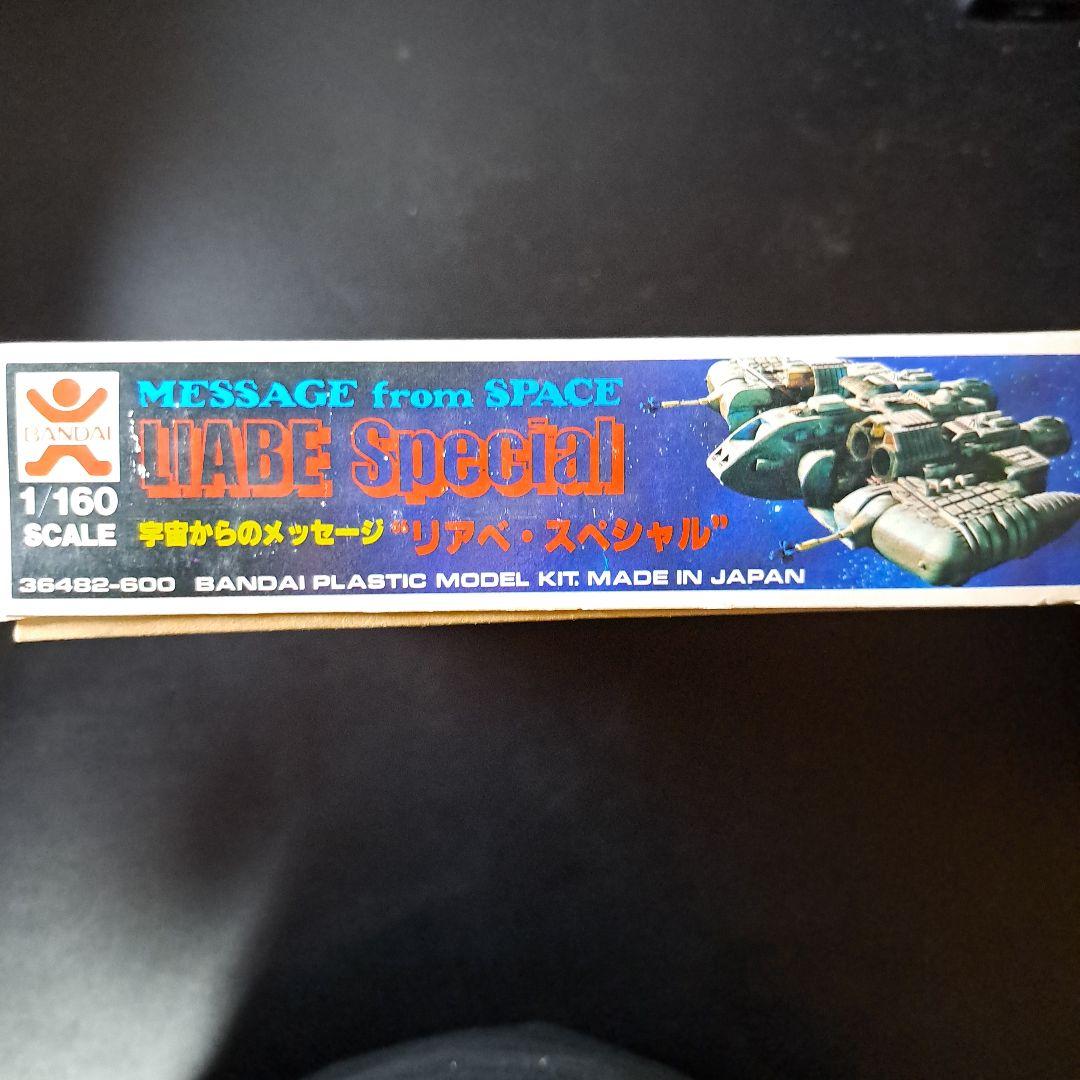 BANDAI
1/160
SCALE
MESSAGE from SPACE
LIABE Special
宇宙からのメッセージ "リアベ・スペシャル"
36482-600 BANDAI PLASTIC MODEL KIT. MADE IN JAPAN